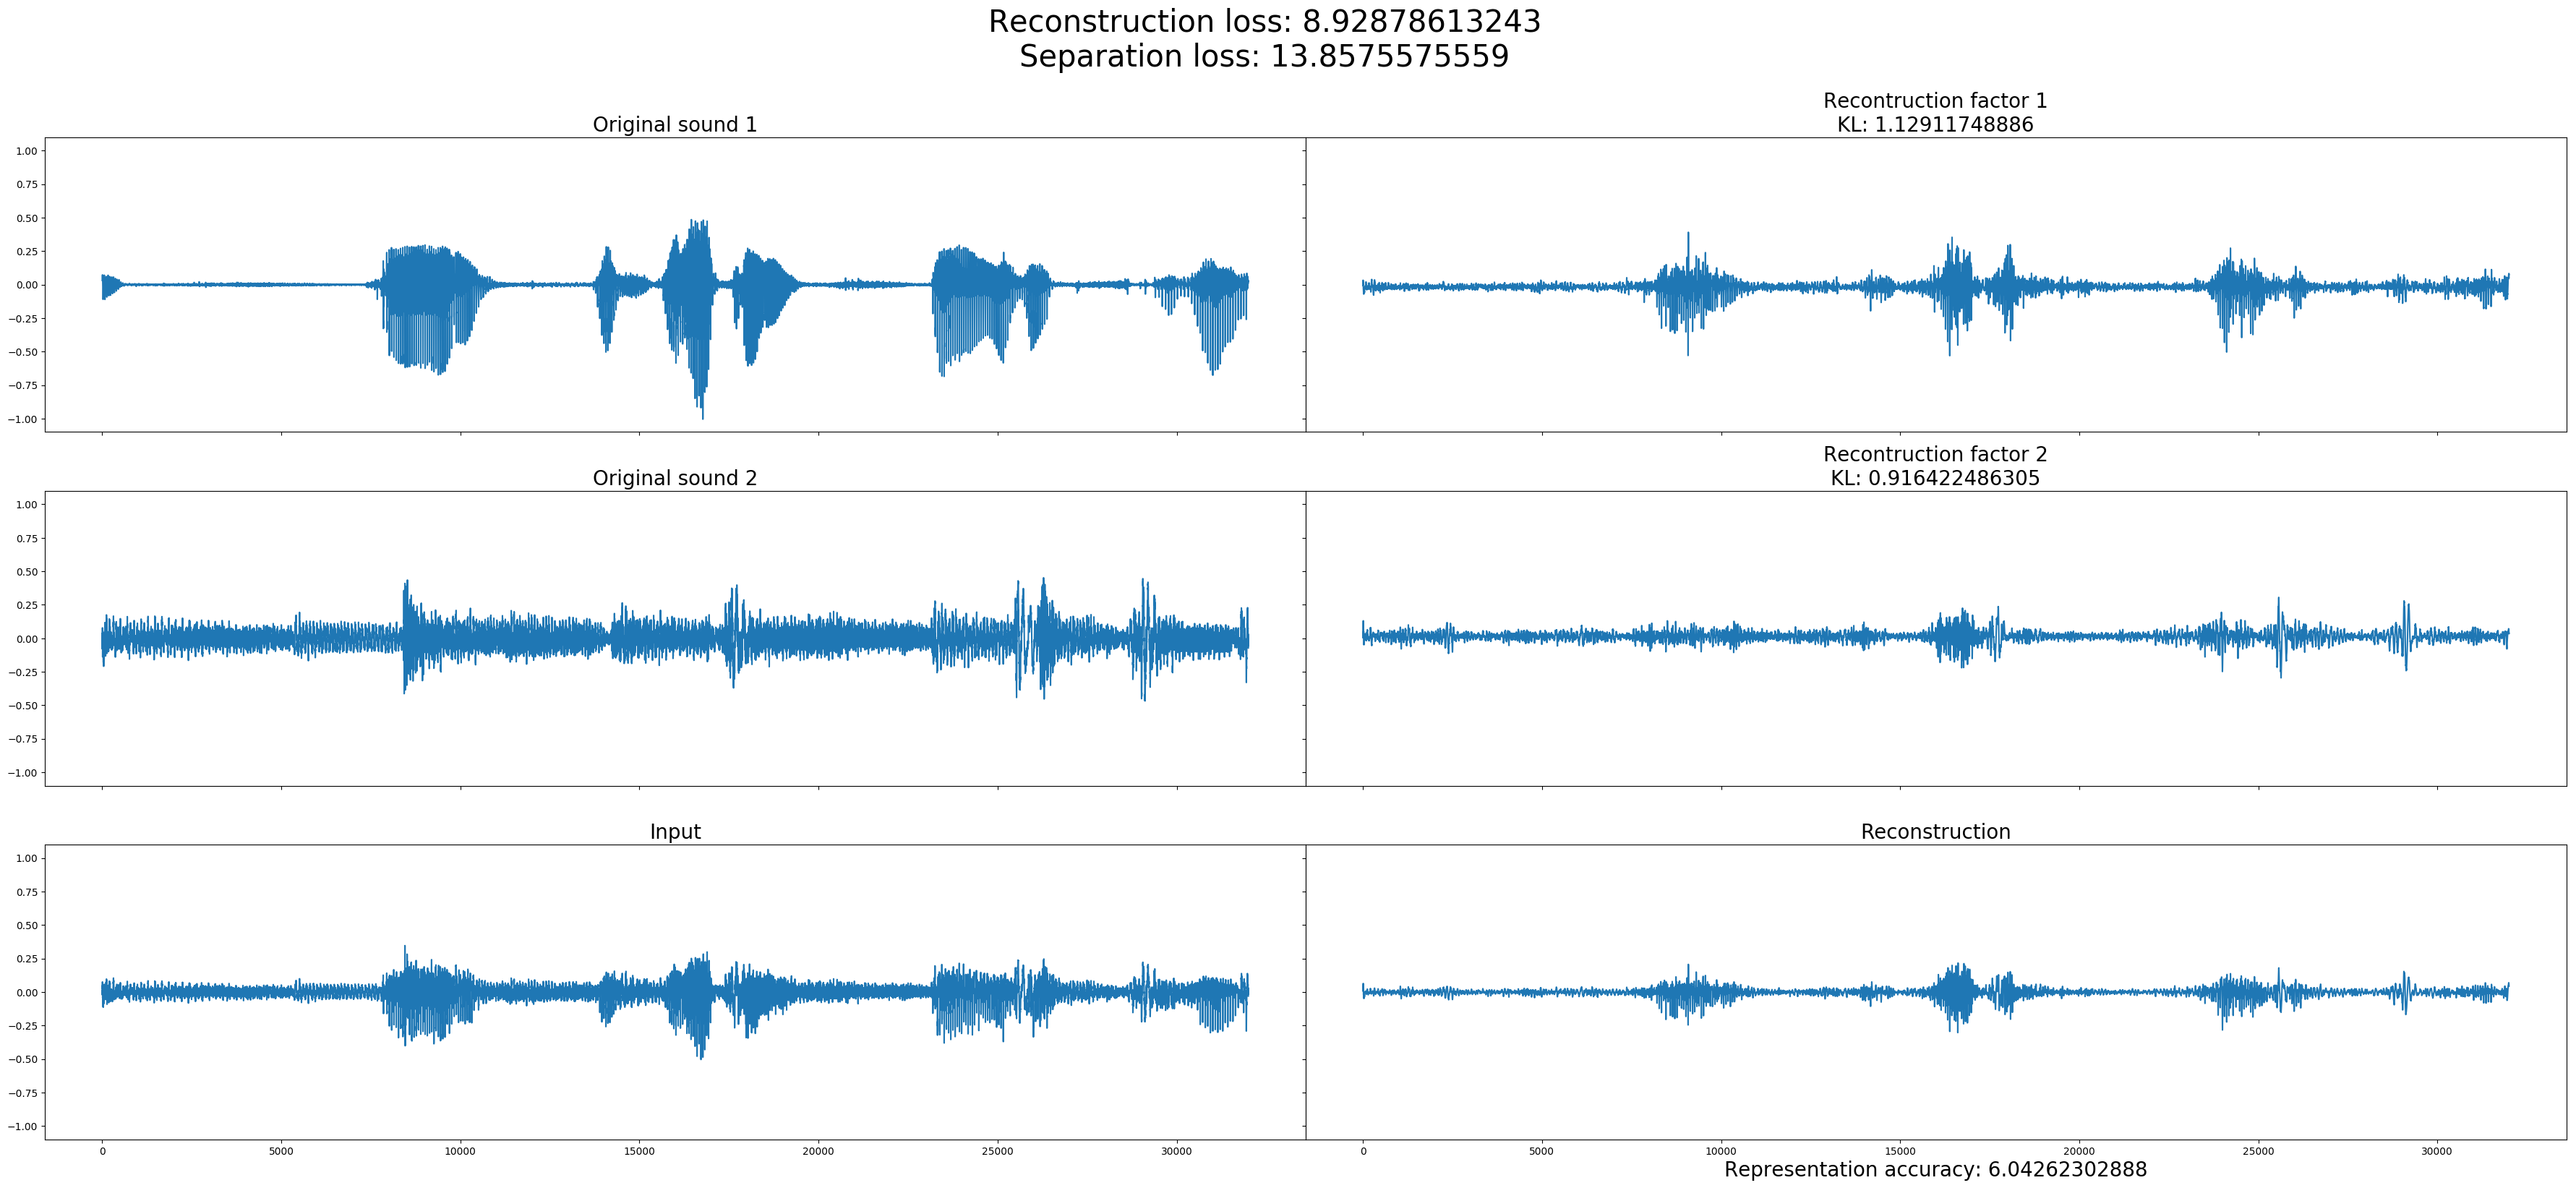 Reconstruction loss: 8.92878613243
Separation loss: 13.8575575559
Original sound 1
Recontruction factor 1
KL: 1.12911748886
1.00
0.75
0.50
0.25
0.00
−0.25
−0.50
−0.75
−1.00
Original sound 2
Recontruction factor 2
KL: 0.916422486305
1.00
0.75
0.50
0.25
0.00
−0.25
−0.50
−0.75
−1.00
Input
Reconstruction
1.00
0.75
0.50
0.25
0.00
−0.25
−0.50
−0.75
−1.00
0 5000 10000 15000 20000 25000 30000
0 5000 10000 15000 20000 25000 30000
Representation accuracy: 6.04262302888